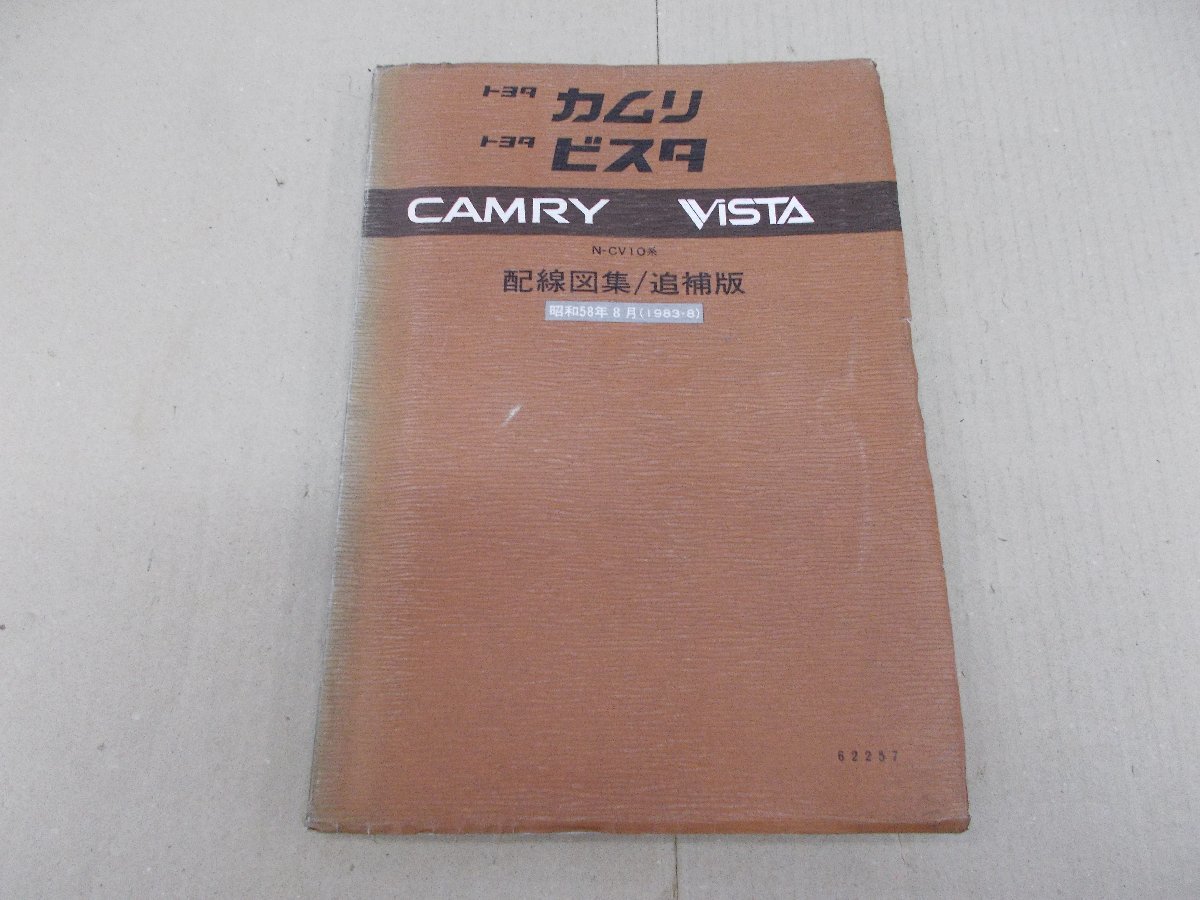 トヨタ カムリ
トヨタ ビスタ
CAMRY ViSTA
N-CV10系
配線図集/追補版
昭和58年 8 月(1983-8)
62257